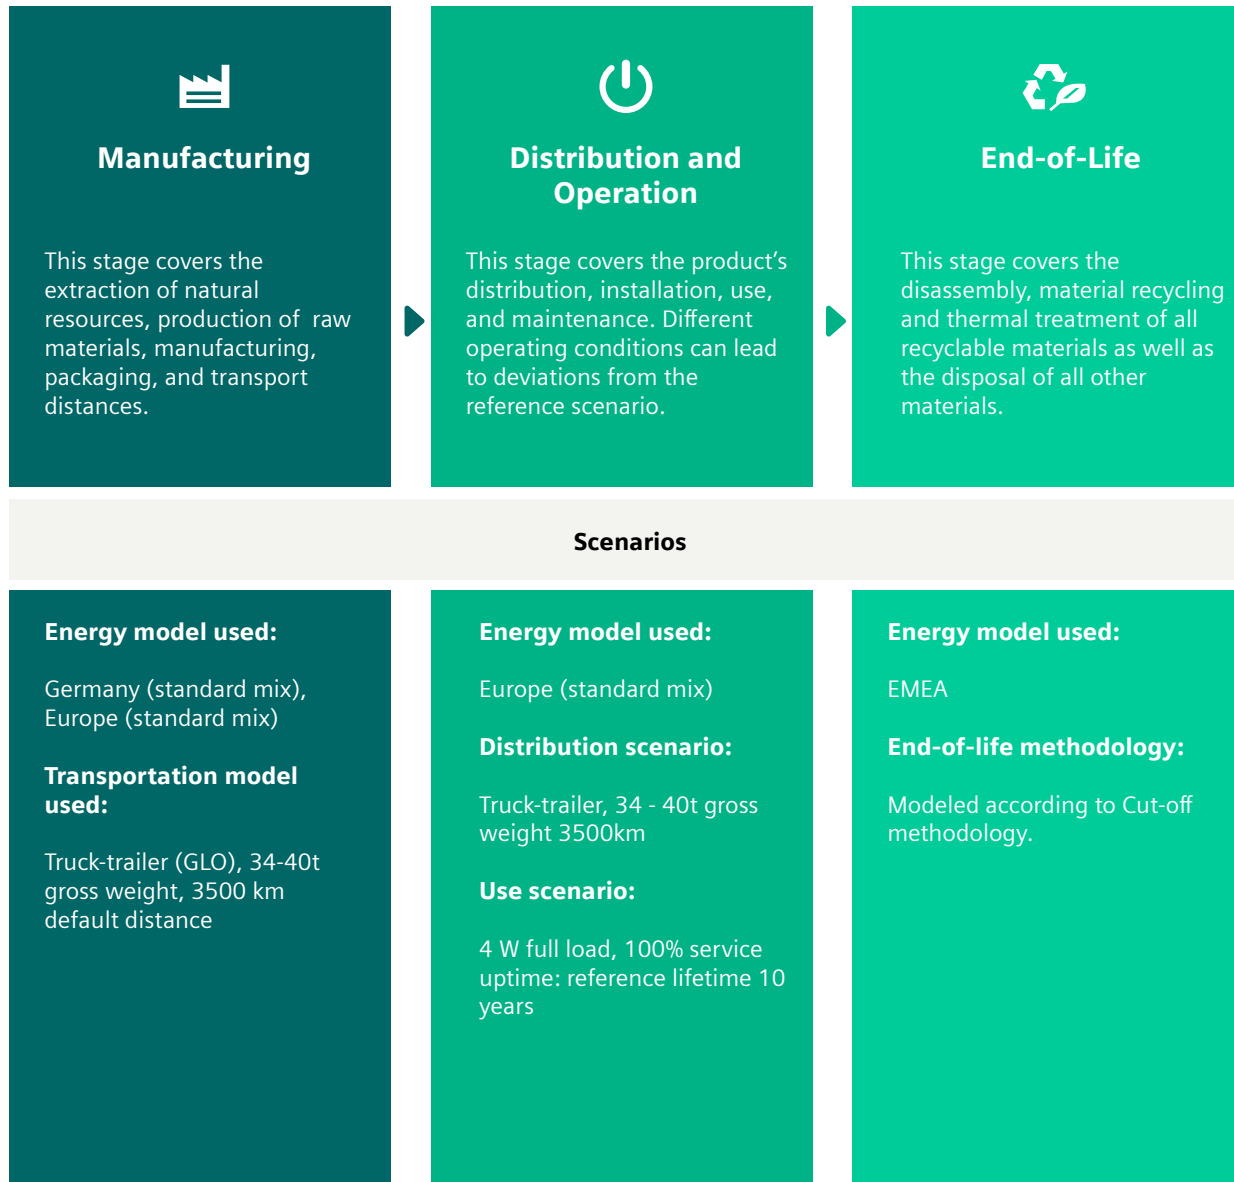 Manufacturing
This stage covers the
extraction of natural
resources, production of  raw
materials, manufacturing,
packaging, and transport
distances.
Distribution and
Operation
This stage covers the product’s
distribution, installation, use,
and maintenance. Different
operating conditions can lead
to deviations from the
reference scenario.
End-of-Life
This stage covers the
disassembly, material recycling
and thermal treatment of all
recyclable materials as well as
the disposal of all other
materials.
Scenarios
Energy model used:
Germany (standard mix),
Europe (standard mix)
Transportation model
used:
Truck-trailer (GLO), 34-40t
gross weight, 3500 km
default distance
Energy model used:
Europe (standard mix)
Distribution scenario:
Truck-trailer, 34 - 40t gross
weight 3500km
Use scenario:
4 W full load, 100% service
uptime: reference lifetime 10
years
Energy model used:
EMEA
End-of-life methodology:
Modeled according to Cut-off
methodology.